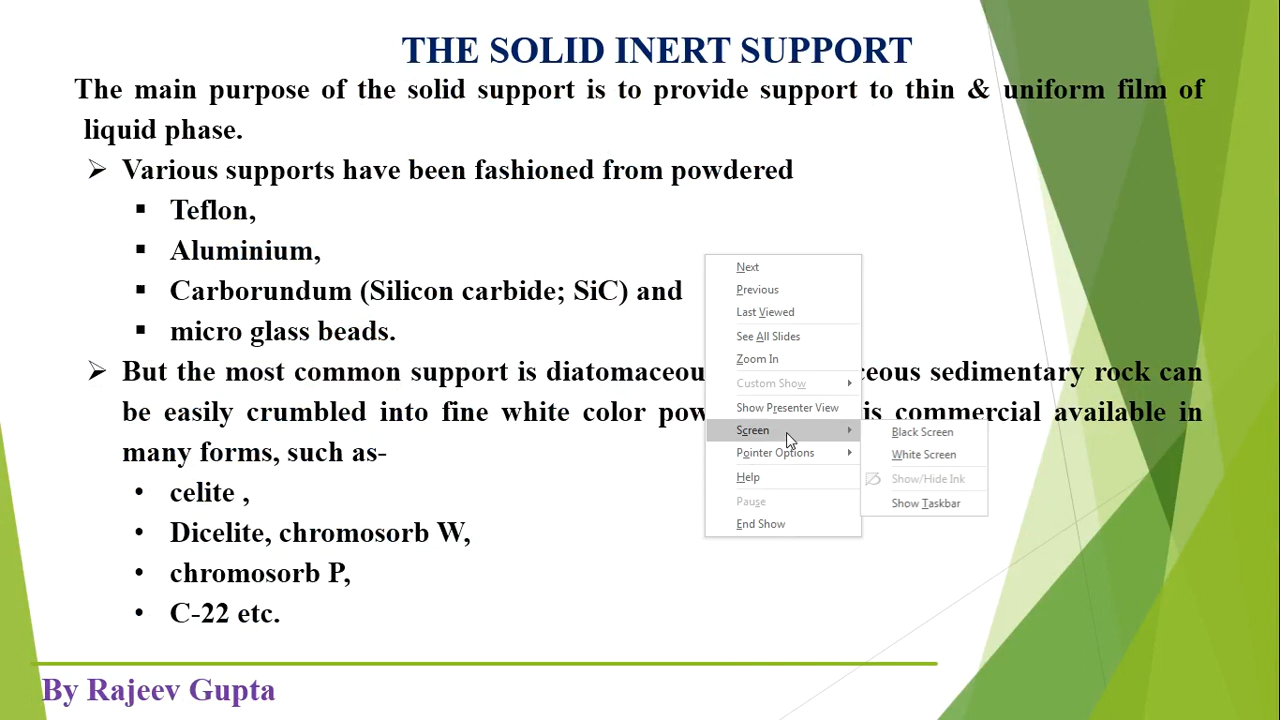 THE SOLID INERT SUPPORT
The main purpose of the solid support is to provide support to thin & uniform film of
liquid phase.
➢ Various supports have been fashioned from powdered
▪ Teflon,
▪ Aluminium,
▪ Carborundum (Silicon carbide; SiC) and
▪ micro glass beads.
➢ But the most common support is sedimentary rock can
be easily crumbled into fine white color is commercial available in
many forms, such as-
• celite ,
• Dicelite, chromosorb W,
• chromosorb P,
• C-22 etc.
Next
Previous
Last Viewed
See All Slides
Zoom In
Custom Show
Show Presenter View
Screen
Pointer Options
Help
Pause
End Show
Black Screen
White Screen
Show/Hide Ink
Show Taskbar
By Rajeev Gupta